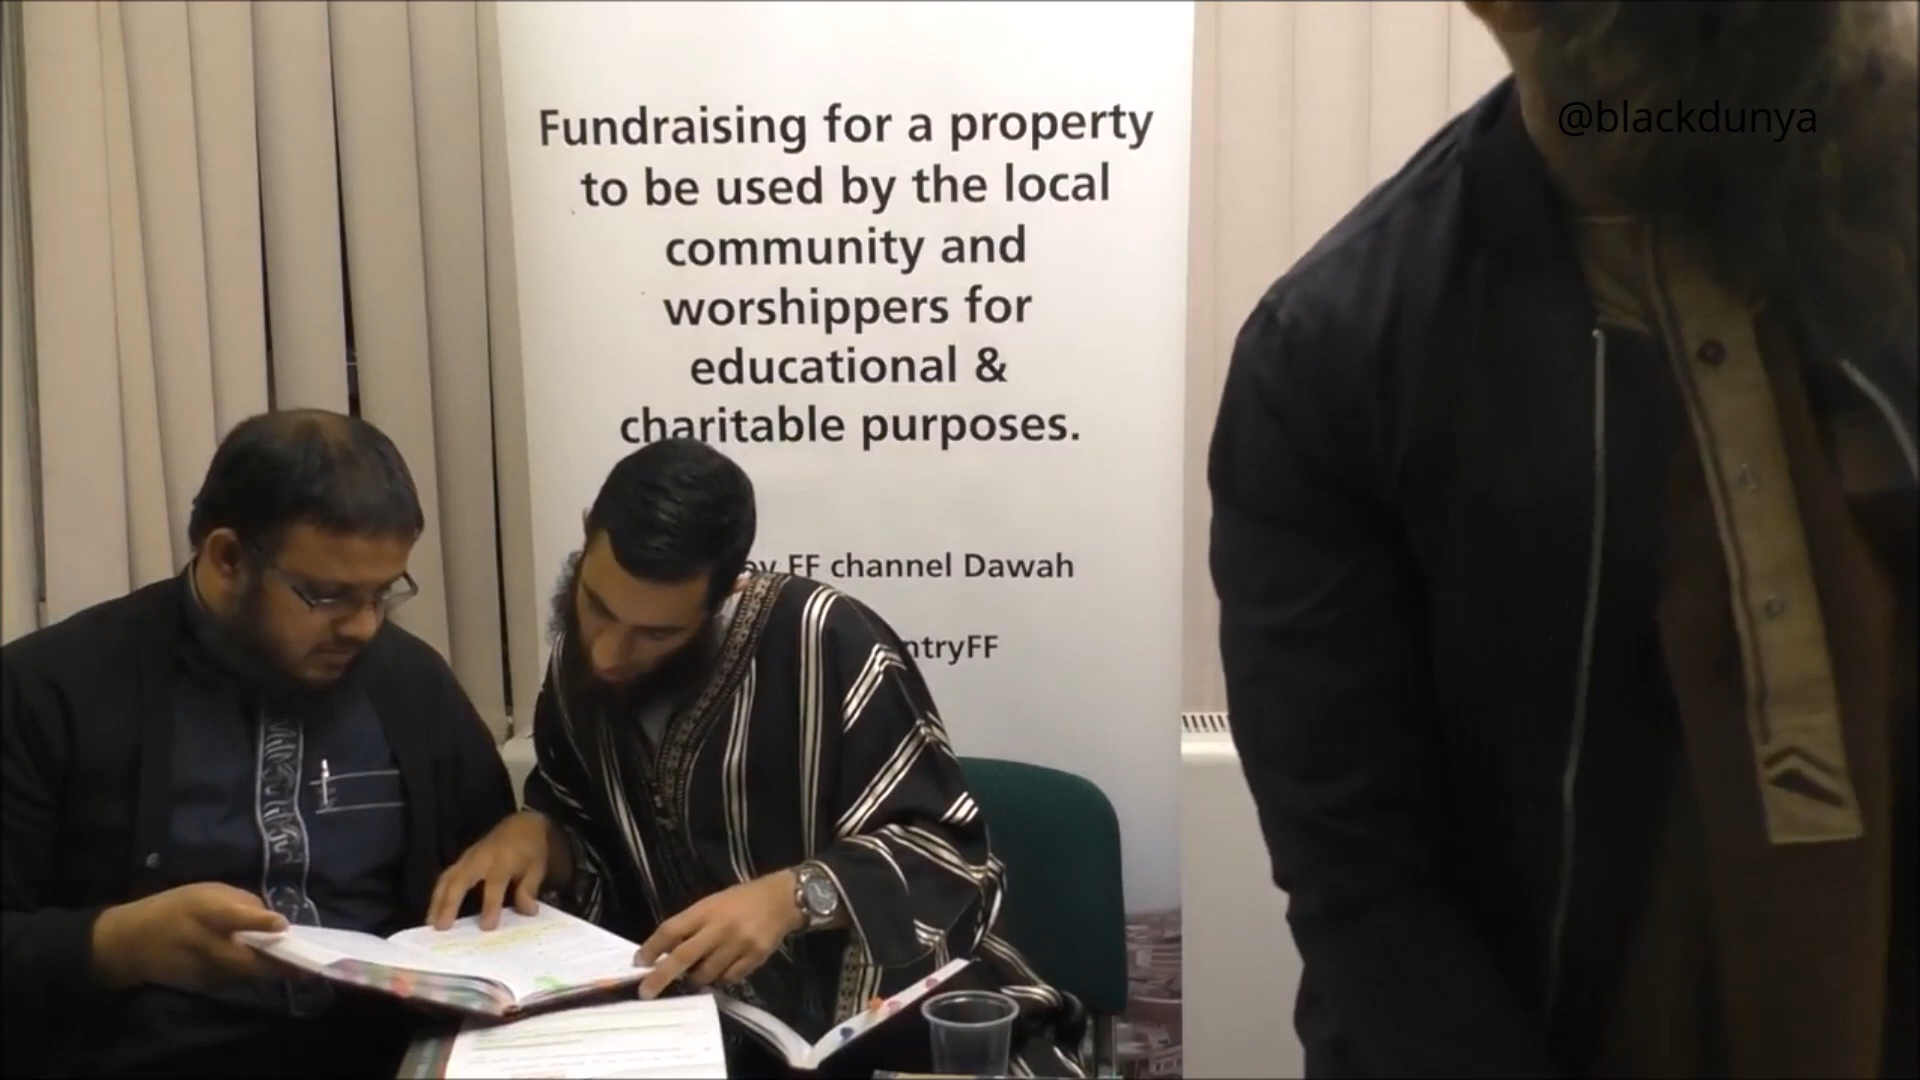 @blackdunya
Fundraising for a property
to be used by the local
community and
worshippers for
educational &
charitable purposes.
FF channel Dawah